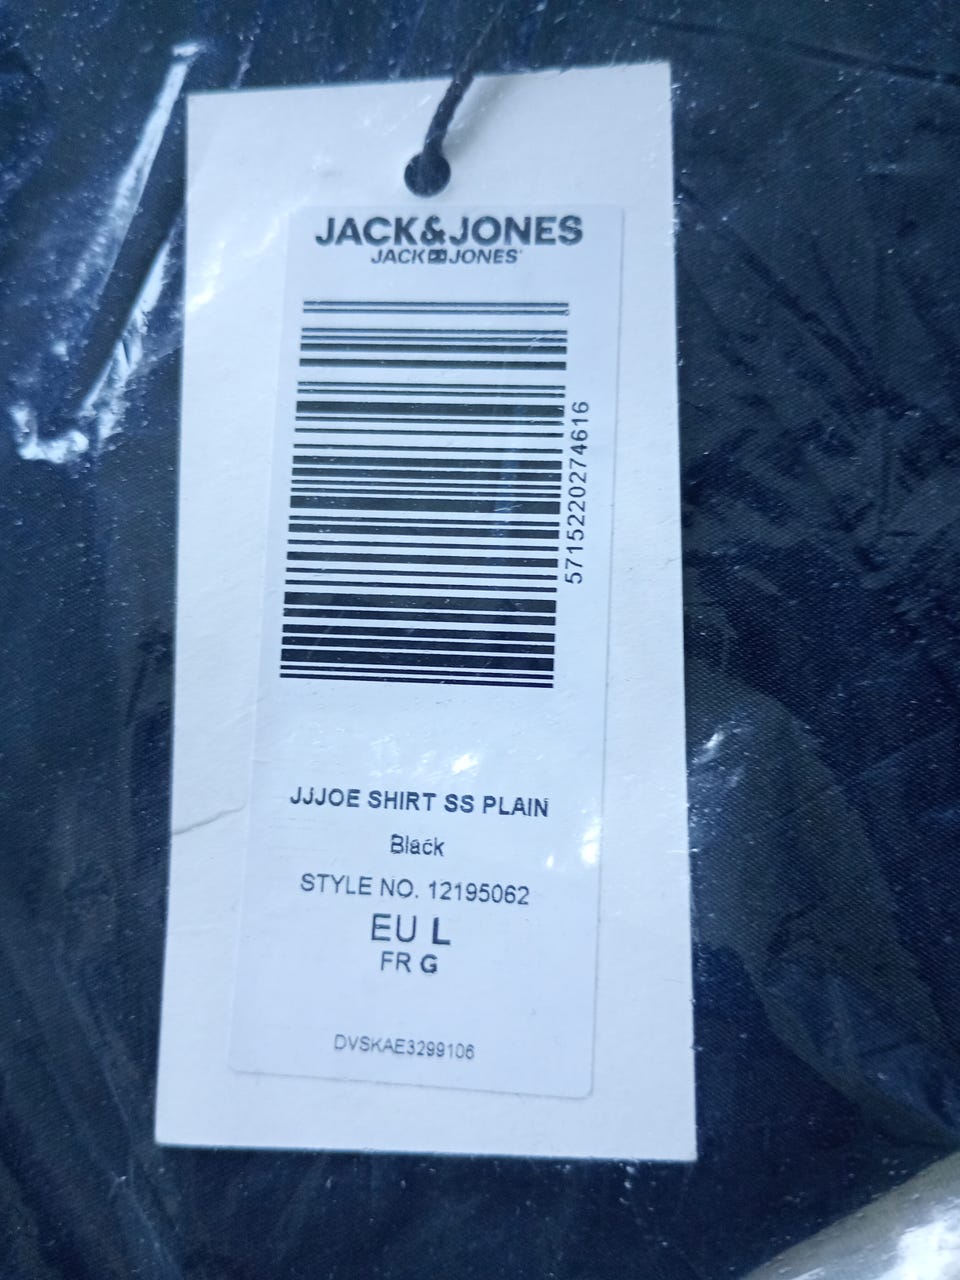 JACK&JONES
JACK & JONES
5715220274616
JJJOE SHIRT SS PLAIN
Black
STYLE NO. 12195062
EU L
FR G
DVSKAE3299106